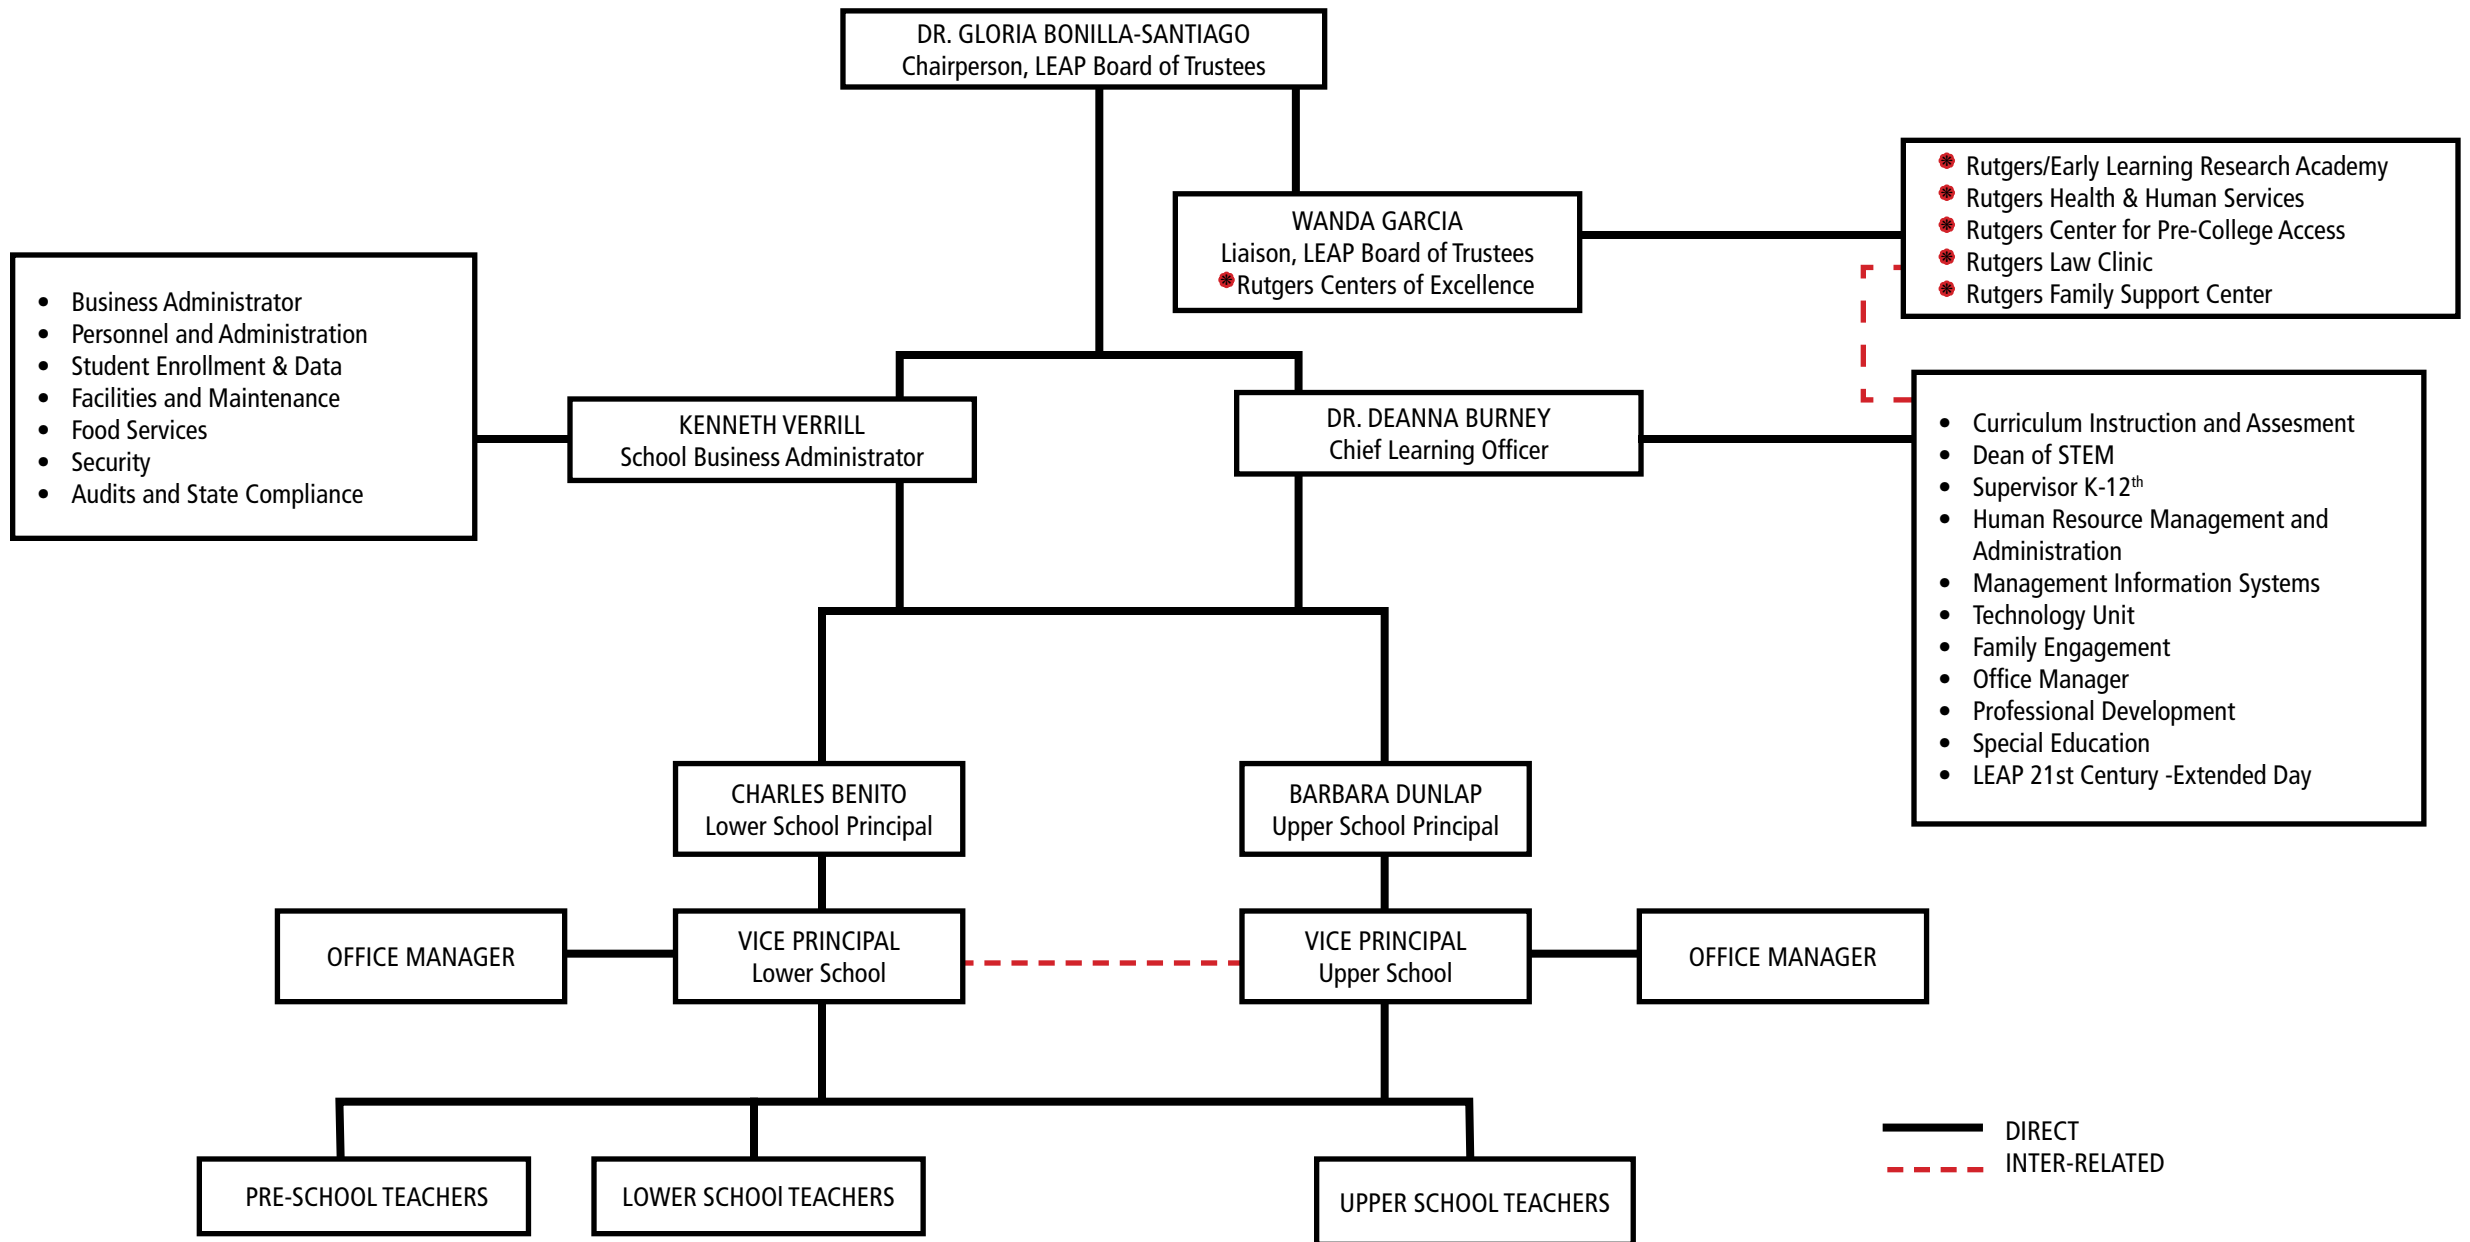 DR. GLORIA BONILLA-SANTIAGO
Chairperson, LEAP Board of Trustees
WANDA GARCIA
Liaison, LEAP Board of Trustees
Rutgers Centers of Excellence
Rutgers/Early Learning Research Academy
Rutgers Health & Human Services
Rutgers Center for Pre-College Access
Rutgers Law Clinic
Rutgers Family Support Center
• Business Administrator
• Personnel and Administration
• Student Enrollment & Data
• Facilities and Maintenance
• Food Services
• Security
• Audits and State Compliance
KENNETH VERRILL
School Business Administrator
DR. DEANNA BURNEY
Chief Learning Officer
• Curriculum Instruction and Assesment
• Dean of STEM
• Supervisor K-12th
• Human Resource Management and
Administration
• Management Information Systems
• Technology Unit
• Family Engagement
• Office Manager
• Professional Development
• Special Education
• LEAP 21st Century -Extended Day
CHARLES BENITO
Lower School Principal
BARBARA DUNLAP
Upper School Principal
OFFICE MANAGER
VICE PRINCIPAL
Lower School
VICE PRINCIPAL
Upper School
OFFICE MANAGER
PRE-SCHOOL TEACHERS
LOWER SCHOOl TEACHERS
UPPER SCHOOL TEACHERS
DIRECT
INTER-RELATED